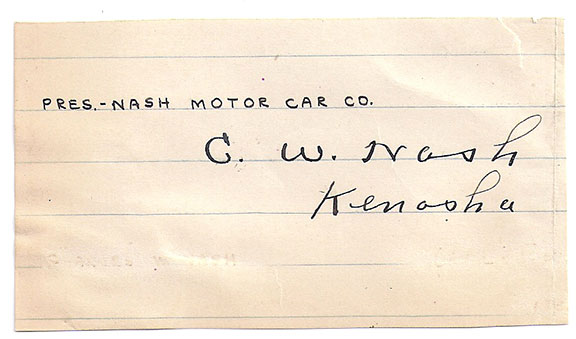 PRES.-NASH MOTOR CAR CO.
C. W. Nash
Kenosha